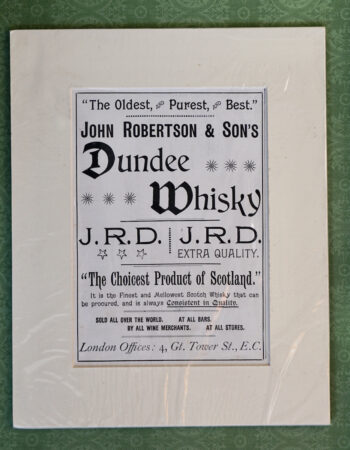 "The Oldest, and Purest, and Best."
JOHN ROBERTSON & SON'S
Dundee
Whisky
J.R.D. J.R.D.
EXTRA QUALITY.
"The Choicest Product of Scotland."
It is the Finest and Mellowest Scotch Whisky that can
be procured, and is always Consistent in Quality.
SOLD ALL OVER THE WORLD. AT ALL BARS.
BY ALL WINE MERCHANTS. AT ALL STORES.
London Offices: 4, Gt. Tower St., E.C.